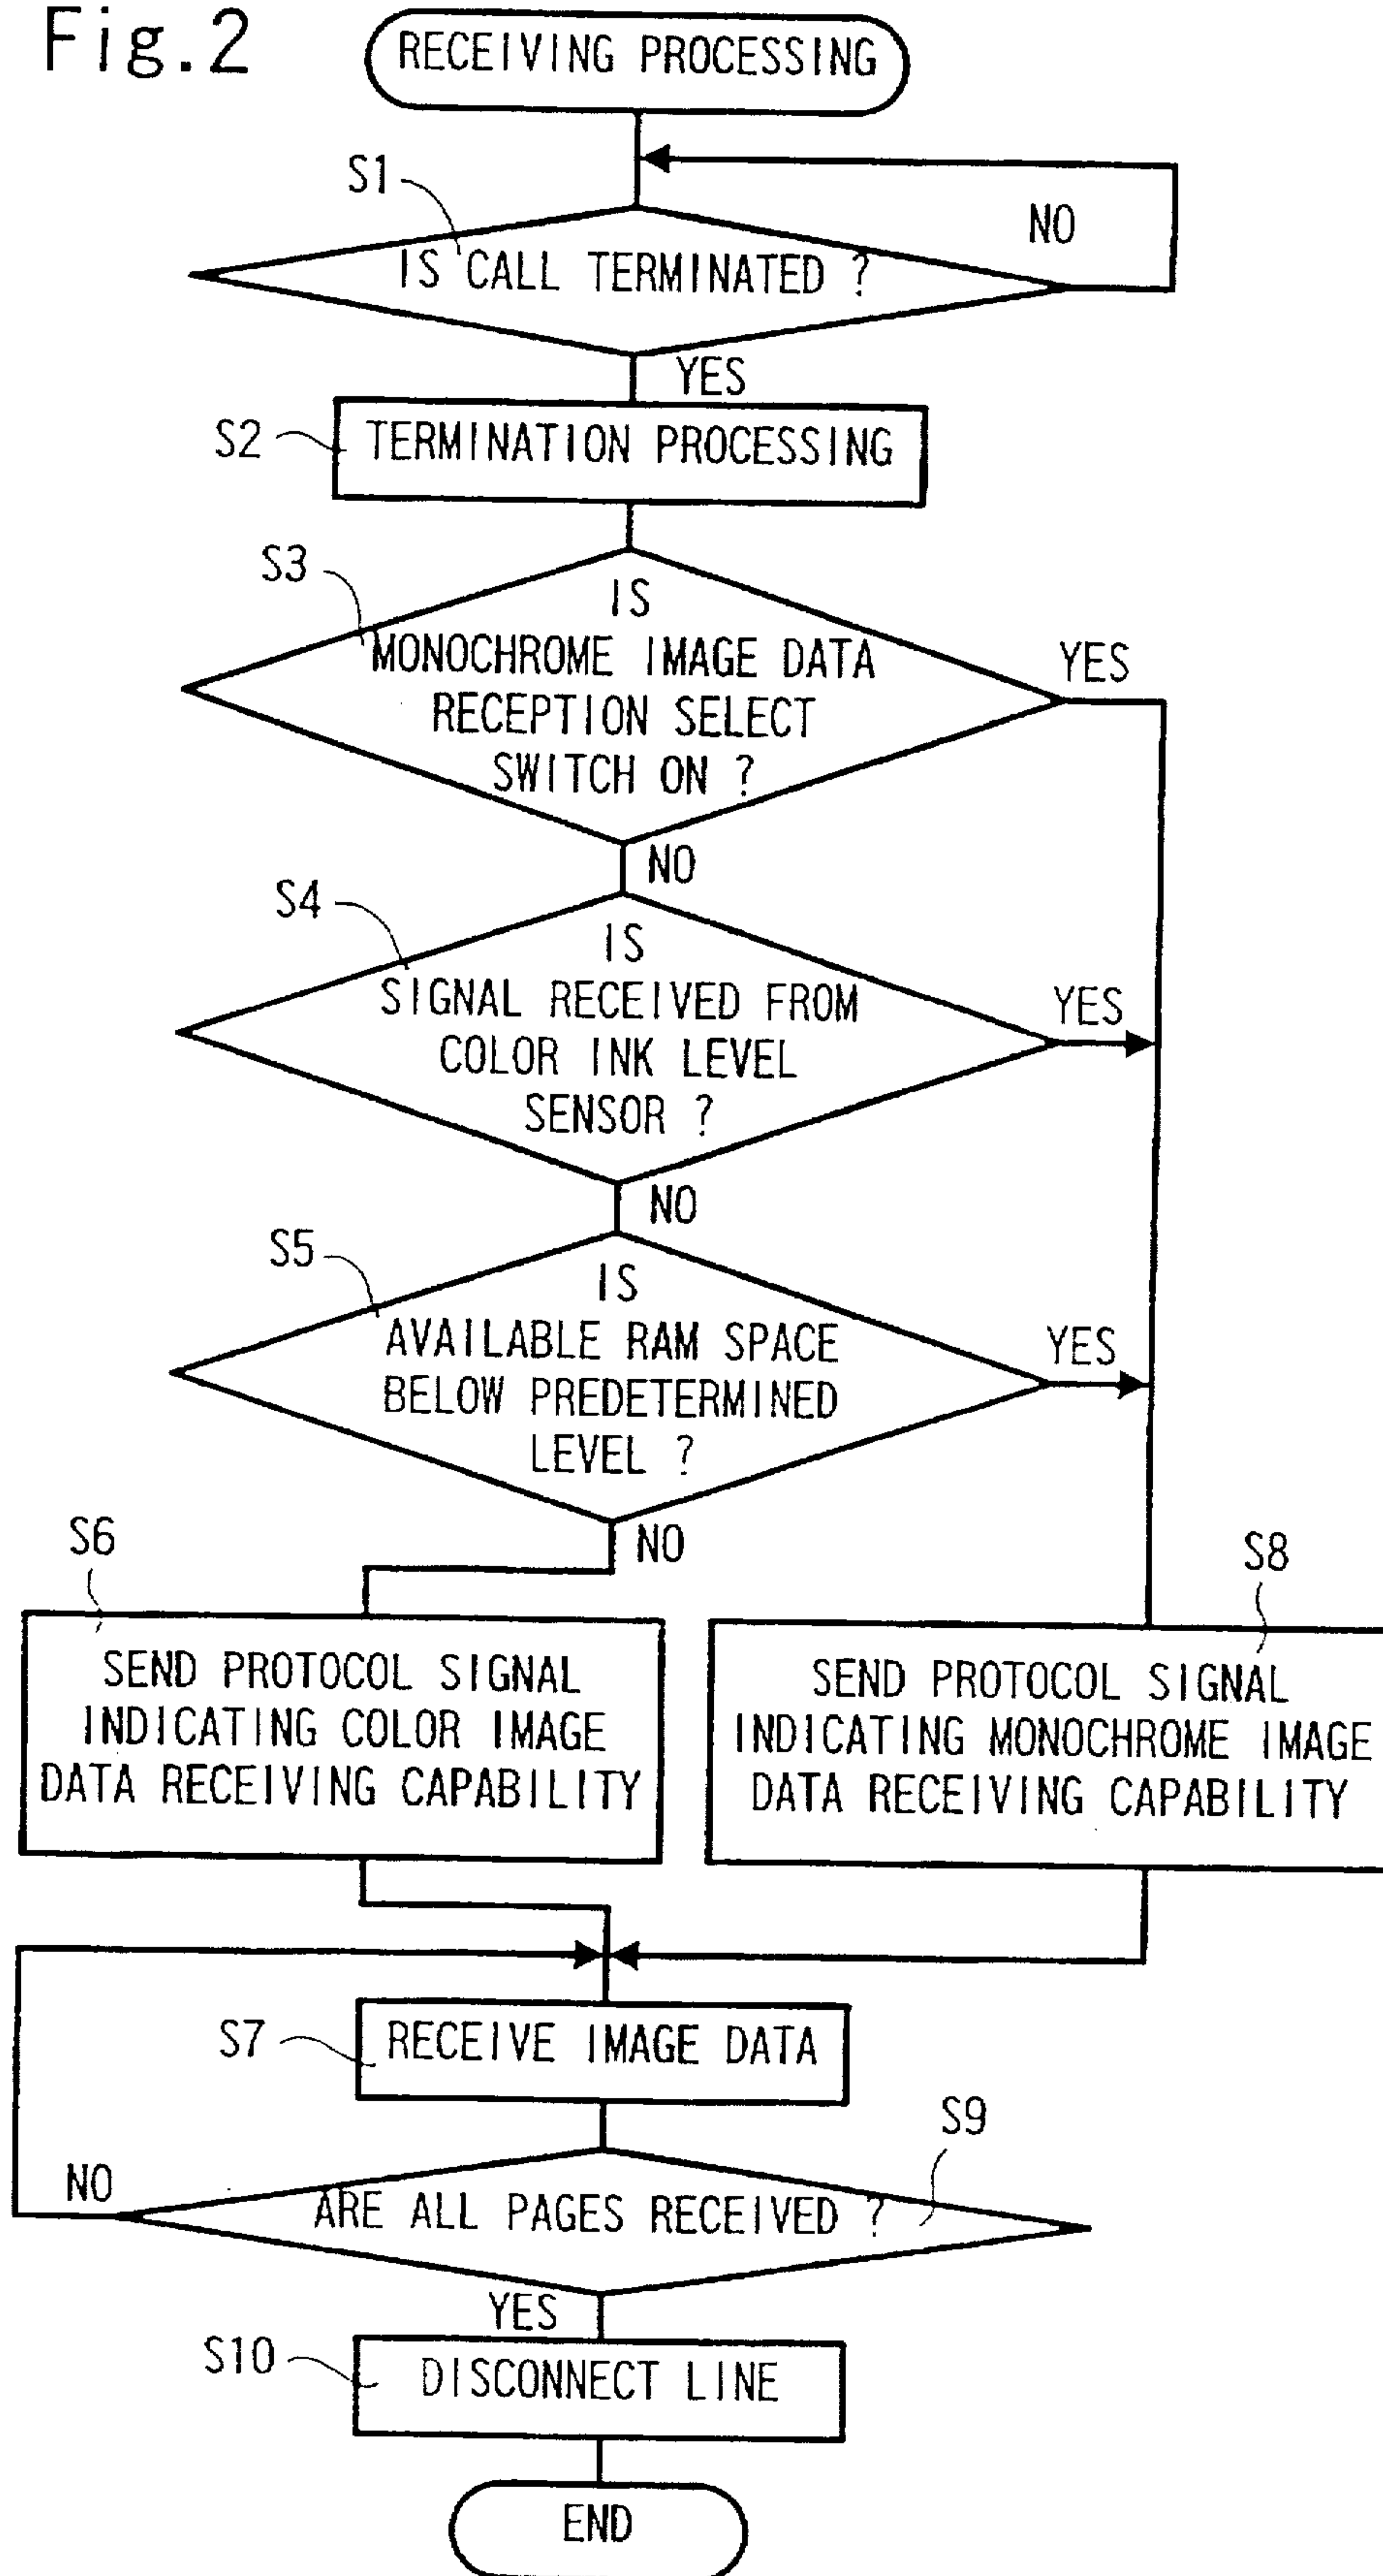 Fig.2
RECEIVING PROCESSING
S1
NO
IS CALL TERMINATED ?
YES
S2
TERMINATION PROCESSING
S3
IS
MONOCHROME IMAGE DATA
RECEPTION SELECT
SWITCH ON ?
YES
NO
S4
IS
SIGNAL RECEIVED FROM
COLOR INK LEVEL
SENSOR ?
YES
NO
S5
IS
AVAILABLE RAM SPACE
BELOW PREDETERMINED
LEVEL ?
YES
NO
S6
SEND PROTOCOL SIGNAL
INDICATING COLOR IMAGE
DATA RECEIVING CAPABILITY
S8
SEND PROTOCOL SIGNAL
INDICATING MONOCHROME IMAGE
DATA RECEIVING CAPABILITY
S7
RECEIVE IMAGE DATA
S9
NO
ARE ALL PAGES RECEIVED ?
YES
S10
DISCONNECT LINE
END